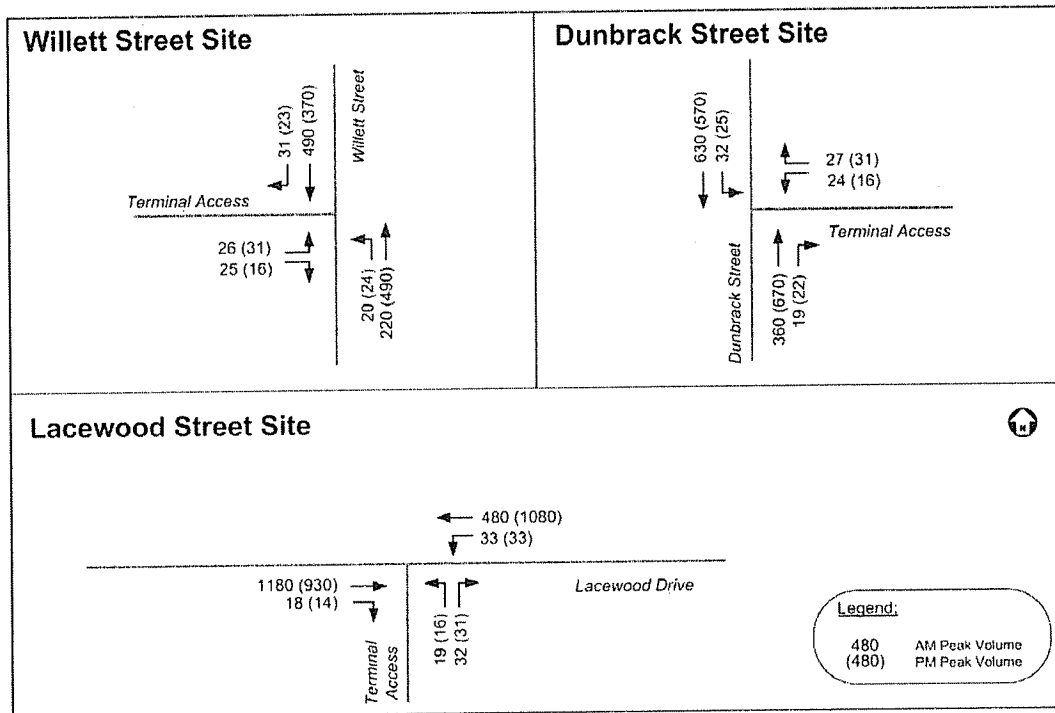 Willett Street Site
31 (23)
490 (370)
Willett Street
Terminal Access
26 (31)
25 (16)
20 (24)
220 (490)
Dunbrack Street Site
630 (570)
32 (25)
27 (31)
24 (16)
Terminal Access
Dunbrack Street
360 (670)
19 (22)
Lacewood Street Site
N
480 (1080)
33 (33)
1180 (930)
18 (14)
Lacewood Drive
Terminal
Access
19 (16)
32 (31)
Legend:
480 AM Peak Volume
(480) PM Peak Volume